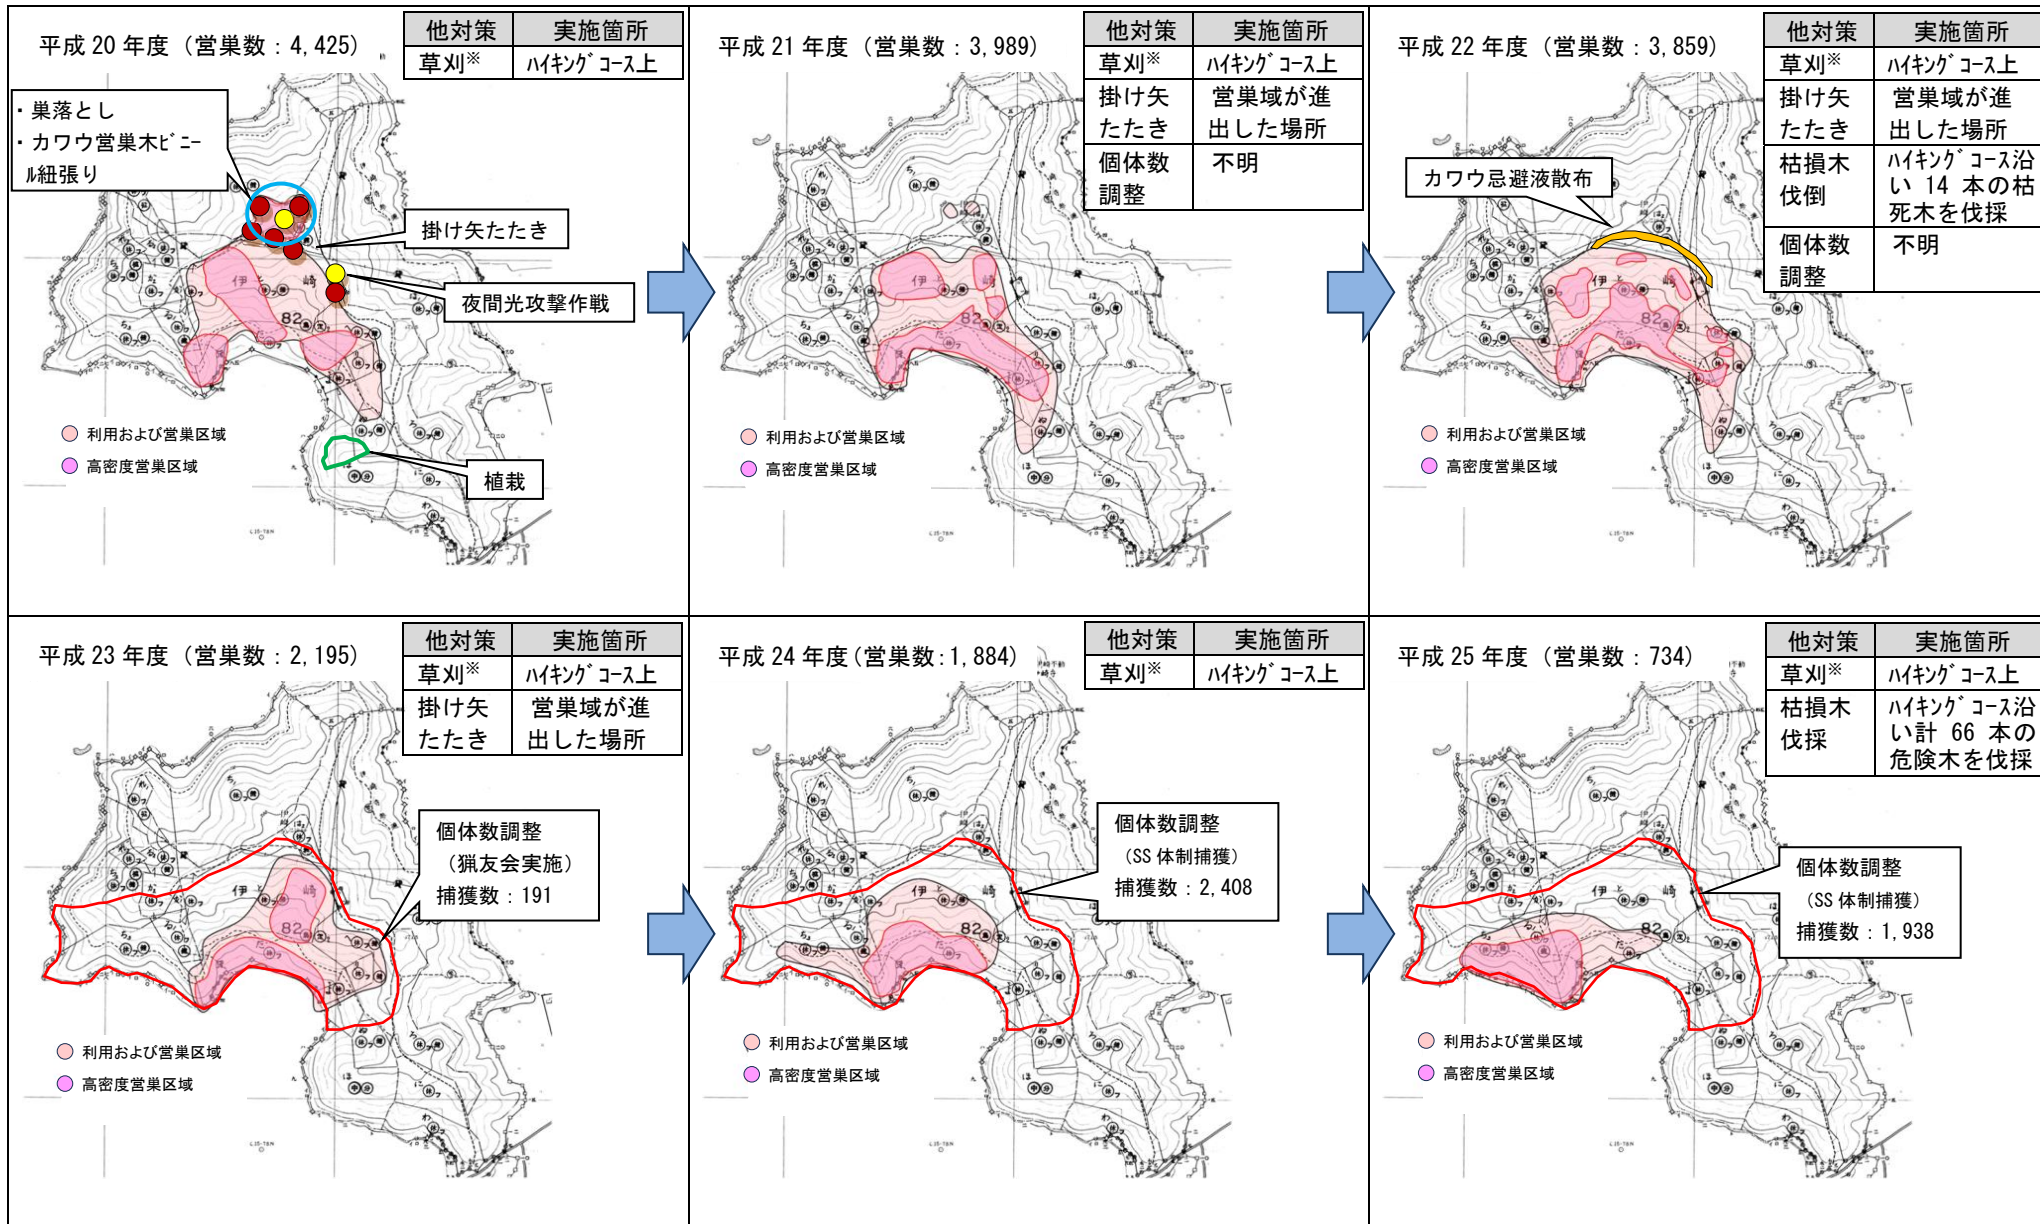 平成 20 年度（営巣数：4,425）
他対策 実施箇所
草刈※ ﾊｲｷﾝｸﾞｺｰｽ上
・巣落とし
・カワウ営巣木ﾋﾞﾆｰ
ﾙ紐張り
掛け矢たたき
夜間光攻撃作戦
植栽
伊 崎
82
利用および営巣区域
高密度営巣区域
平成 21 年度（営巣数：3,989）
他対策 実施箇所
草刈※ ﾊｲｷﾝｸﾞｺｰｽ上
掛け矢 営巣域が進
たたき 出した場所
個体数 不明
調整
伊 崎
82
利用および営巣区域
高密度営巣区域
平成 22 年度（営巣数：3,859）
他対策 実施箇所
草刈※ ﾊｲｷﾝｸﾞｺｰｽ上
掛け矢 営巣域が進
たたき 出した場所
枯損木 ﾊｲｷﾝｸﾞｺｰｽ沿
伐倒 い 14 本の枯
死木を伐採
個体数 不明
調整
カワウ忌避液散布
伊 崎
82
利用および営巣区域
高密度営巣区域
平成 23 年度（営巣数：2,195）
他対策 実施箇所
草刈※ ﾊｲｷﾝｸﾞｺｰｽ上
掛け矢 営巣域が進
たたき 出した場所
個体数調整
（猟友会実施）
捕獲数：191
伊 崎
82
利用および営巣区域
高密度営巣区域
平成 24 年度（営巣数：1,884）
他対策 実施箇所
草刈※ ﾊｲｷﾝｸﾞｺｰｽ上
個体数調整
（SS 体制捕獲）
捕獲数：2,408
伊 崎
82
利用および営巣区域
高密度営巣区域
平成 25 年度（営巣数：734）
他対策 実施箇所
草刈※ ﾊｲｷﾝｸﾞｺｰｽ上
枯損木 ﾊｲｷﾝｸﾞｺｰｽ沿
伐採 い計 66 本の
危険木を伐採
個体数調整
（SS 体制捕獲）
捕獲数：1,938
伊 崎
82
利用および営巣区域
高密度営巣区域